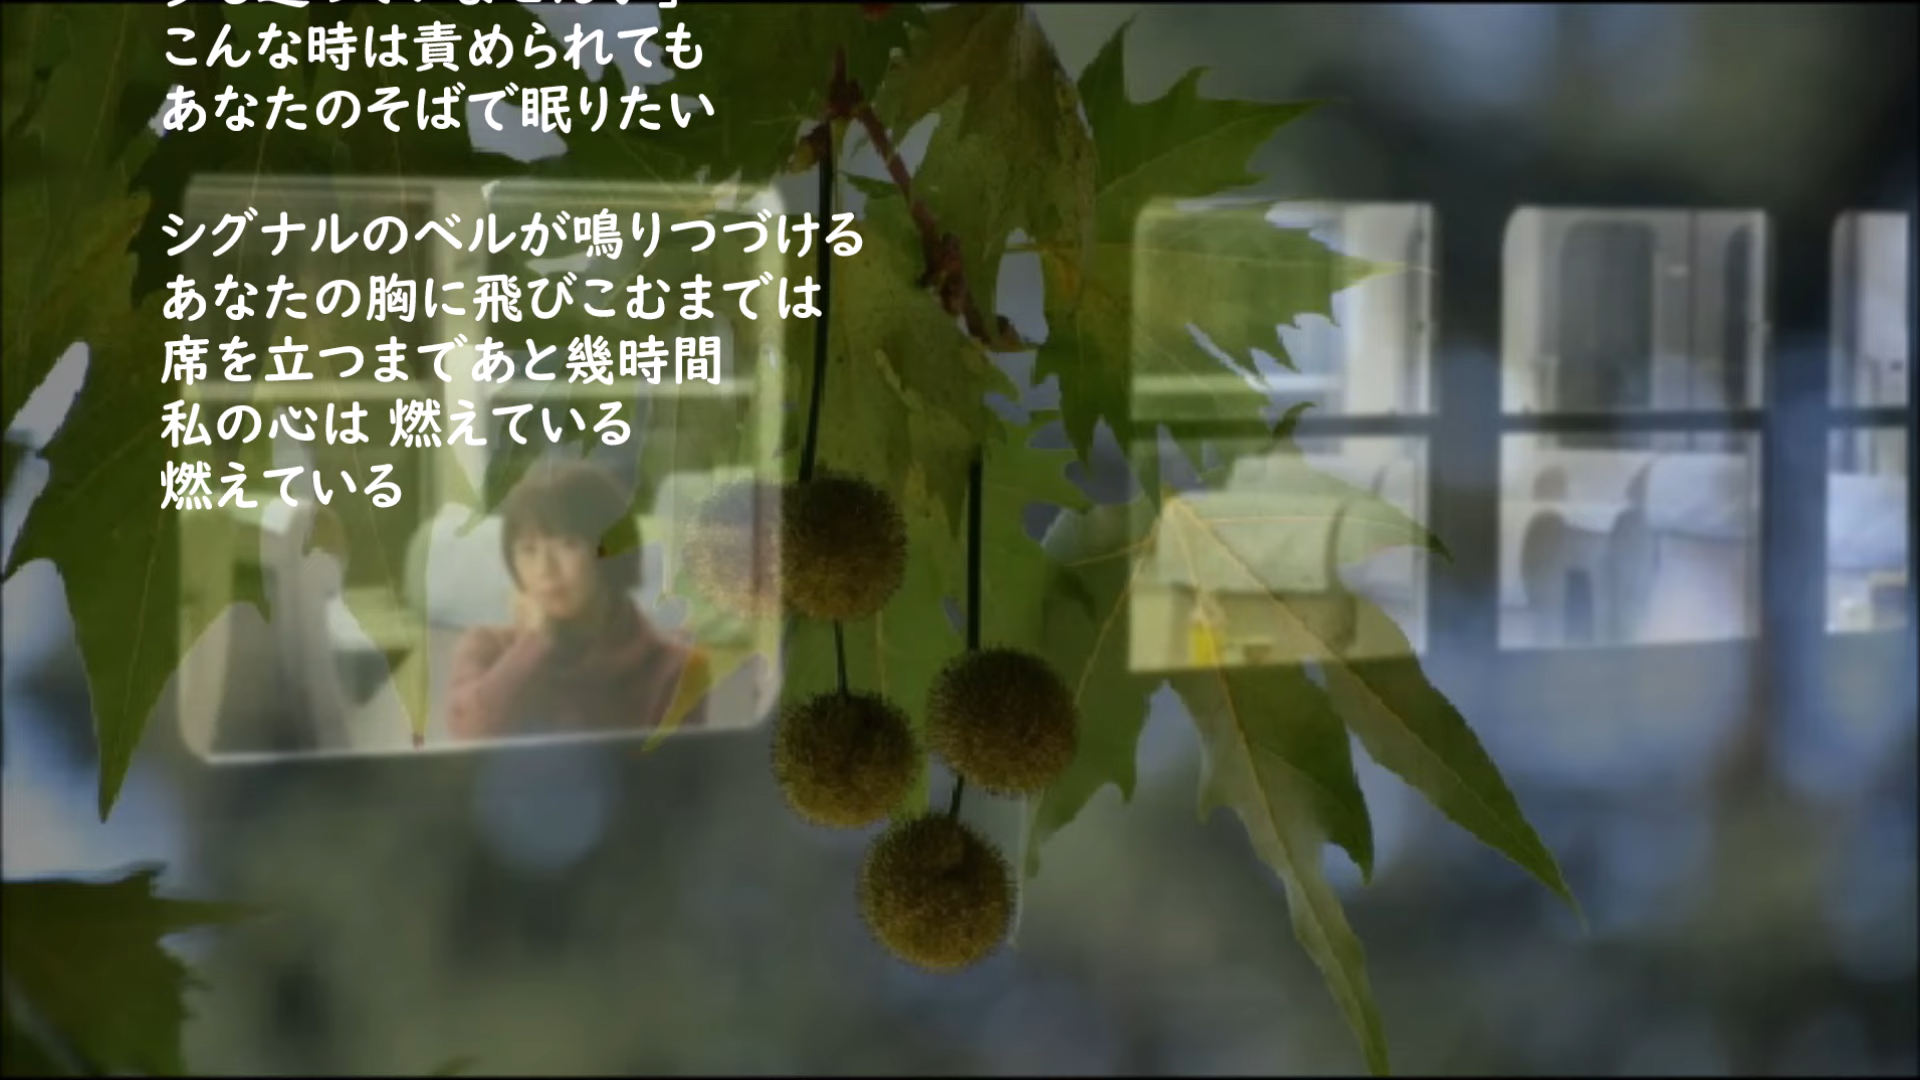 こんな時は責められても
あなたのそばで眠りたい
シグナルのベルが鳴りつづける
あなたの胸に飛びこむまでは
席を立つまであと幾時間
私の心は 燃えている
燃えている